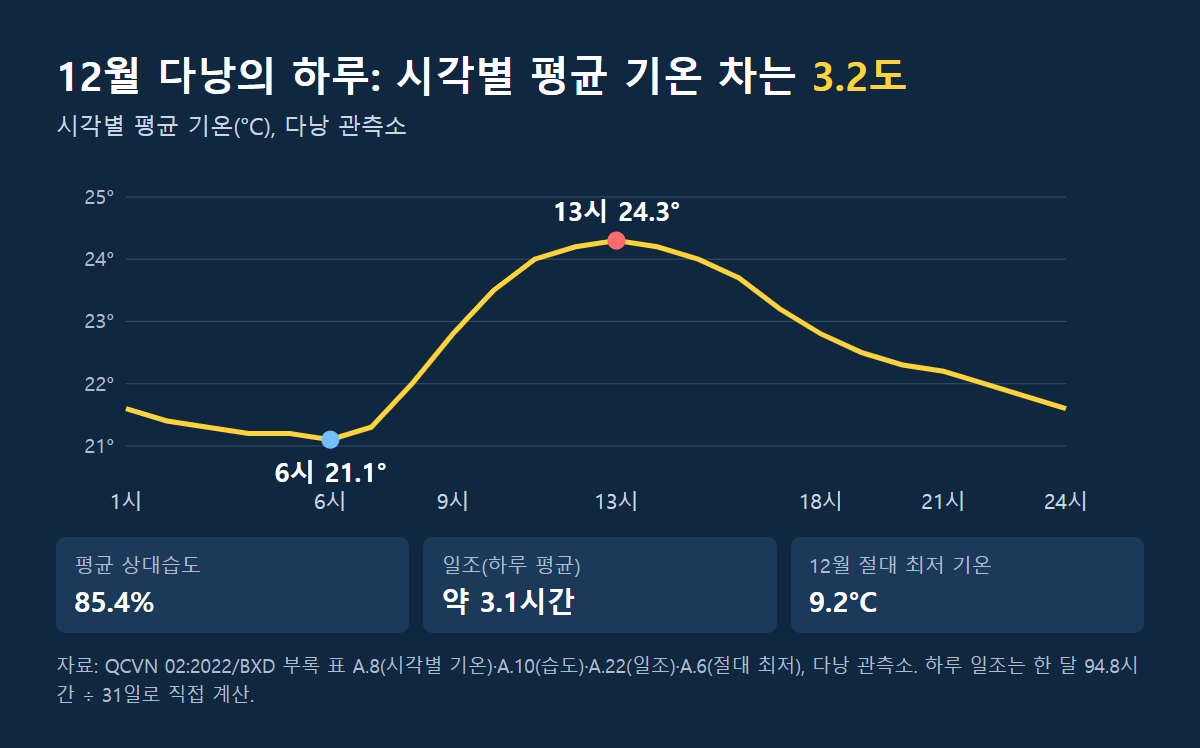 12월 다낭의 하루: 시각별 평균 기온 차는 3.2도
시각별 평균 기온(°C), 다낭 관측소
25°
13시 24.3°
24°
23°
22°
21°
6시 21.1°
1시 6시 9시 13시 18시 21시 24시
평균 상대습도
85.4%
일조(하루 평균)
약 3.1시간
12월 절대 최저 기온
9.2°C
자료: QCVN 02:2022/BXD 부록 표 A.8(시각별 기온)·A.10(습도)·A.22(일조)·A.6(절대 최저), 다낭 관측소. 하루 일조는 한 달 94.8시
간 ÷ 31일로 직접 계산.